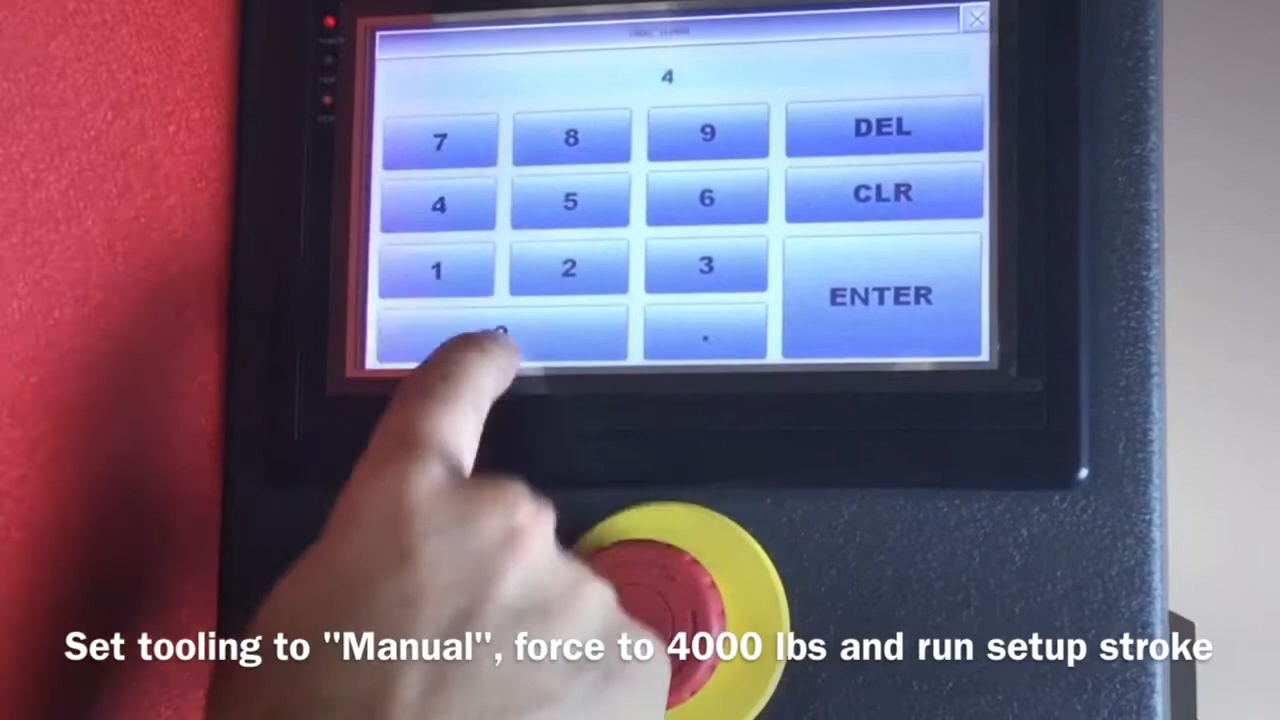 4
7 8 9 DEL
4 5 6 CLR
1 2 3 ENTER
.
Set tooling to "Manual", force to 4000 lbs and run setup stroke